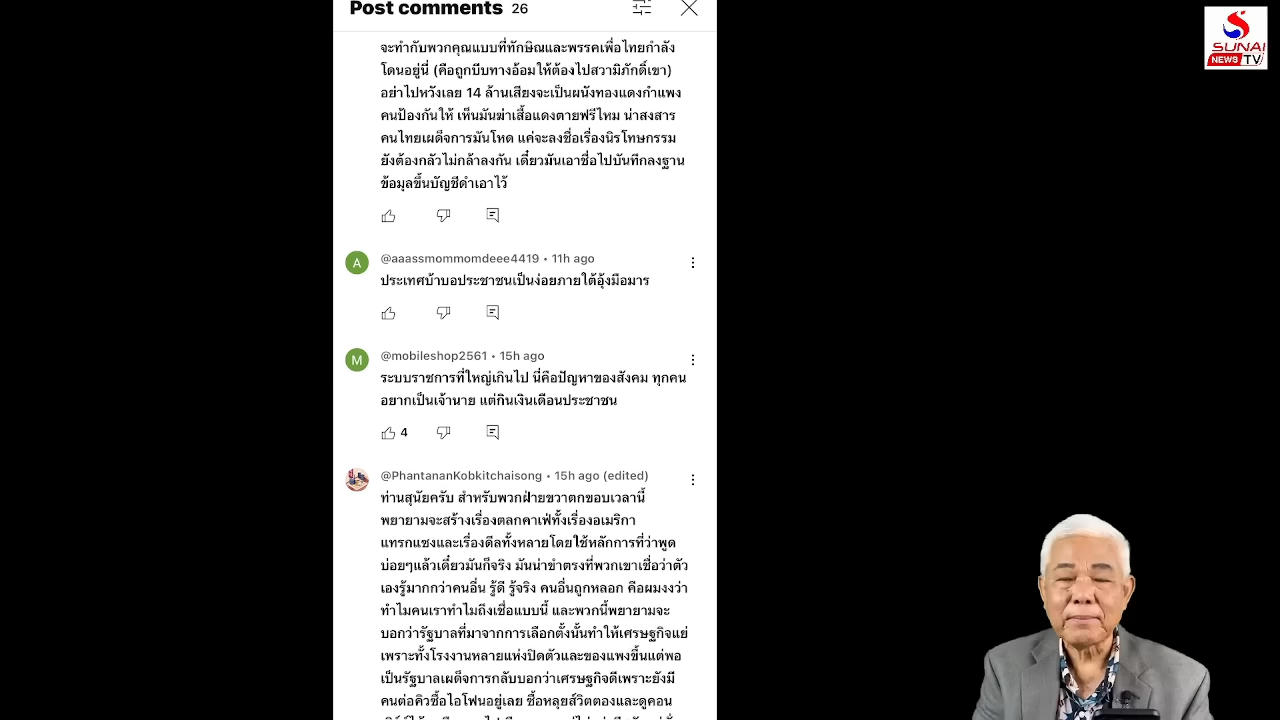 Post comments 26
SUNAI
NEWS TV
จะทำกับพวกคุณแบบที่ทักษิณและพรรคเพื่อไทยกำลัง
โดนอยู่นี่ (คือถูกบีบทางอ้อมให้ต้องไปสวามิภักดิ์เขา)
อย่าไปหวังเลย 14 ล้านเสียงจะเป็นผนังทองแดงกำแพง
คนป้องกันให้ เห็นมันฆ่าเสื้อแดงตายฟรีไหม น่าสงสาร
คนไทยเผด็จการมันโหด แค่จะลงชื่อเรื่องนิรโทษกรรม
ยังต้องกลัวไม่กล้าลงกัน เดี๋ยวมันเอาชื่อไปบันทึกลงฐาน
ข้อมุลขึ้นบัญชีดำเอาไว้
A
@aaassmommomdeee4419 • 11h ago
ประเทศบ้าบอประชาชนเป็นง่อยภายใต้อุ้งมือมาร
M
@mobileshop2561 • 15h ago
ระบบราชการที่ใหญ่เกินไป นี่คือปัญหาของสังคม ทุกคน
อยากเป็นเจ้านาย แต่กินเงินเดือนประชาชน
4
@PhantananKobkitchaisong • 15h ago (edited)
ท่านสุนัยครับ สำหรับพวกฝ่ายขวาตกขอบเวลานี้
พยายามจะสร้างเรื่องตลกคาเฟ่ทั้งเรื่องอเมริกา
แทรกแซงและเรื่องดีลทั้งหลายโดยใช้หลักการที่ว่าพูด
บ่อยๆแล้วเดี๋ยวมันก็จริง มันน่าขำตรงที่พวกเขาเชื่อว่าตัว
เองรู้มากกว่าคนอื่น รู้ดี รู้จริง คนอื่นถูกหลอก คือผมงงว่า
ทำไมคนเราทำไมถึงเชื่อแบบนี้ และพวกนี้พยายามจะ
บอกว่ารัฐบาลที่มาจากการเลือกตั้งนั้นทำให้เศรษฐกิจแย่
เพราะทั้งโรงงานหลายแห่งปิดตัวและของแพงขึ้นแต่พอ
เป็นรัฐบาลเผด็จการกลับบอกว่าเศรษฐกิจดีเพราะยังมี
คนต่อคิวซื้อไอโฟนอยู่เลย ซื้อหลุยส์วิตตองและดูคอน